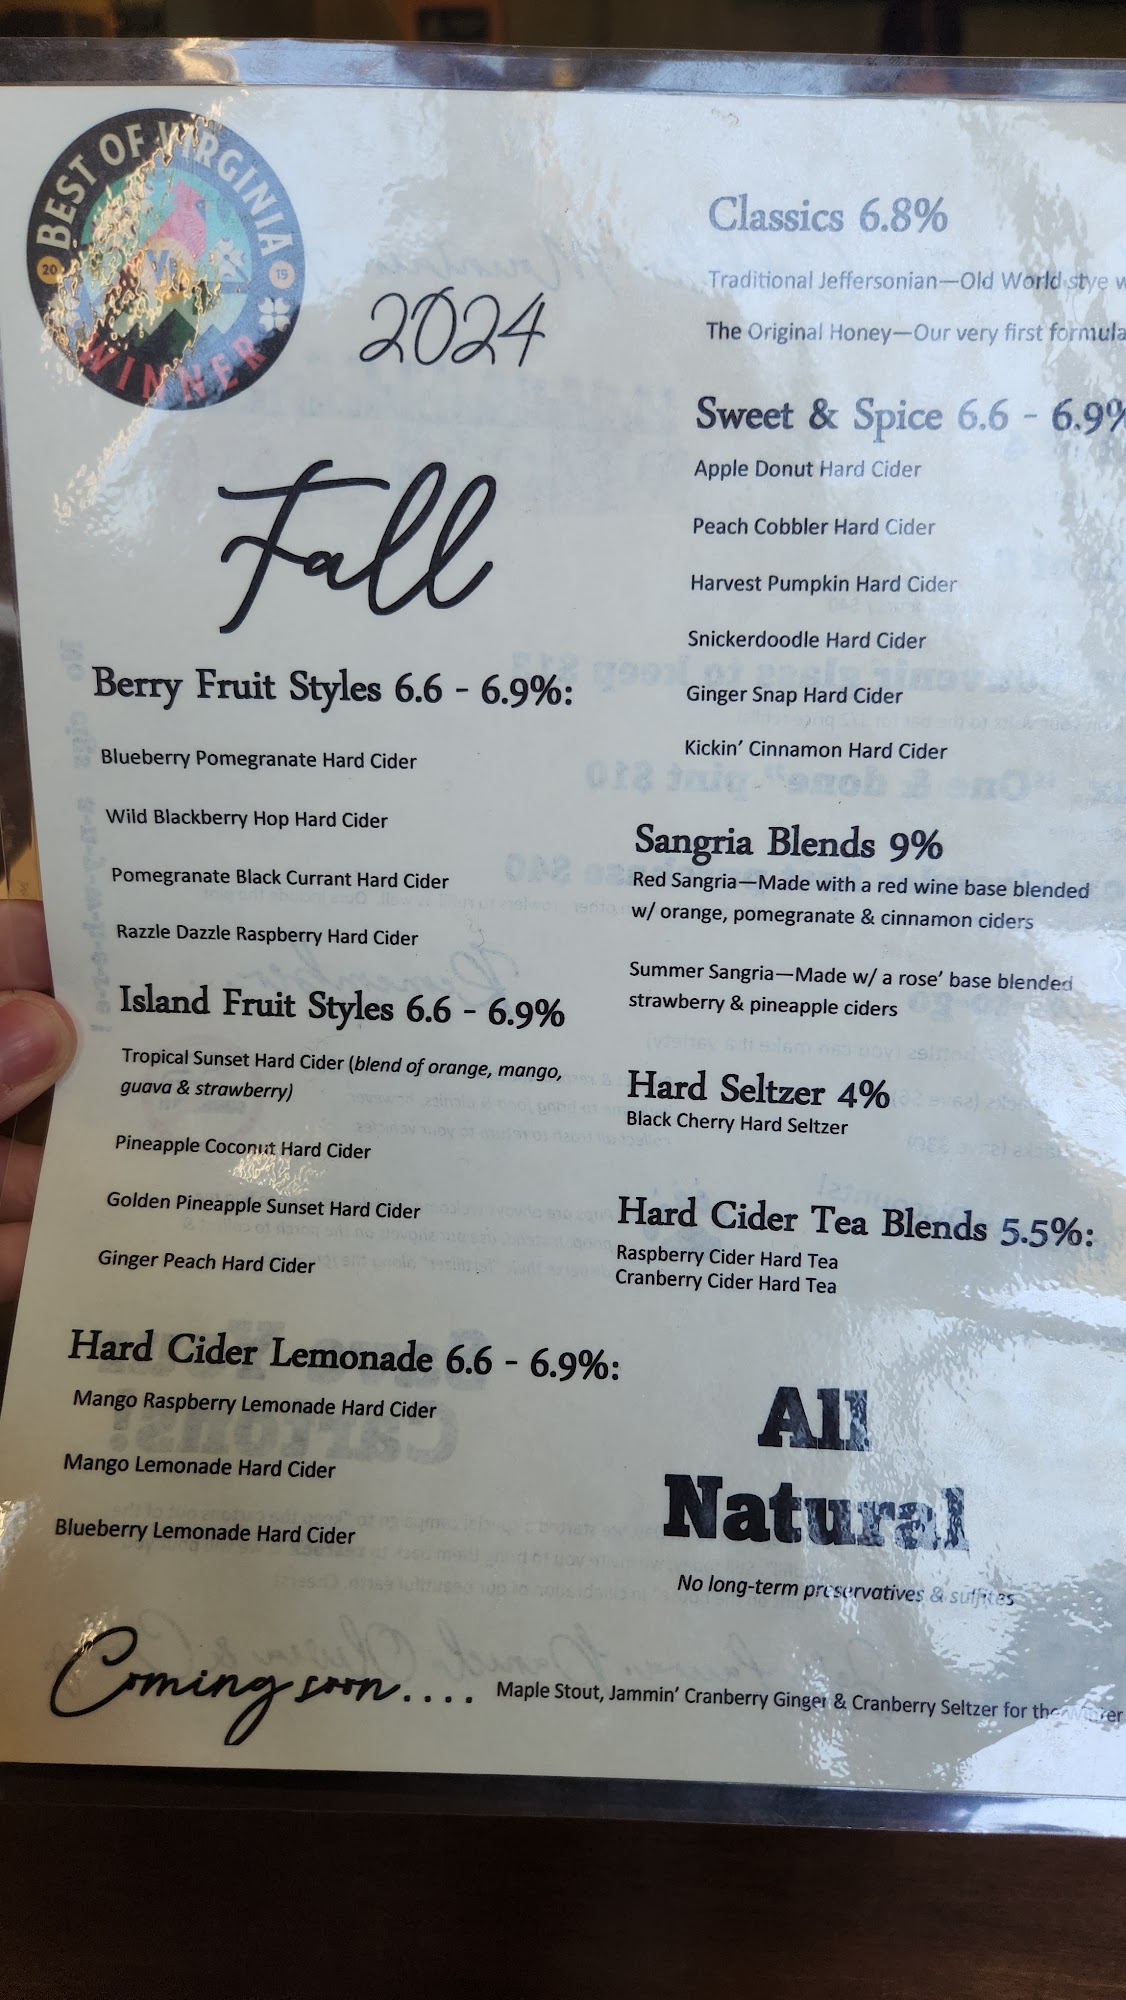 BEST OF VIRGINIA
20 19
WINNER
2024
Fall
Berry Fruit Styles 6.6 - 6.9%:
Blueberry Pomegranate Hard Cider
Wild Blackberry Hop Hard Cider
Pomegranate Black Currant Hard Cider
Razzle Dazzle Raspberry Hard Cider
Island Fruit Styles 6.6 - 6.9%
Tropical Sunset Hard Cider (blend of orange, mango,
guava & strawberry)
Pineapple Coconut Hard Cider
Golden Pineapple Sunset Hard Cider
Ginger Peach Hard Cider
Hard Cider Lemonade 6.6 - 6.9%:
Mango Raspberry Lemonade Hard Cider
Mango Lemonade Hard Cider
Blueberry Lemonade Hard Cider
Classics 6.8%
Traditional Jeffersonian—Old World stye
The Original Honey—Our very first formula
Sweet & Spice 6.6 - 6.9%
Apple Donut Hard Cider
Peach Cobbler Hard Cider
Harvest Pumpkin Hard Cider
Snickerdoodle Hard Cider
Ginger Snap Hard Cider
Kickin' Cinnamon Hard Cider
Sangria Blends 9%
Red Sangria—Made with a red wine base blended
w/ orange, pomegranate & cinnamon ciders
Summer Sangria—Made w/ a rose' base blended
strawberry & pineapple ciders
Hard Seltzer 4%
Black Cherry Hard Seltzer
Hard Cider Tea Blends 5.5%:
Raspberry Cider Hard Tea
Cranberry Cider Hard Tea
All
Natural
No long-term preservatives & sulfites
Coming soon.... Maple Stout, Jammin' Cranberry Ginger & Cranberry Seltzer for the Winter